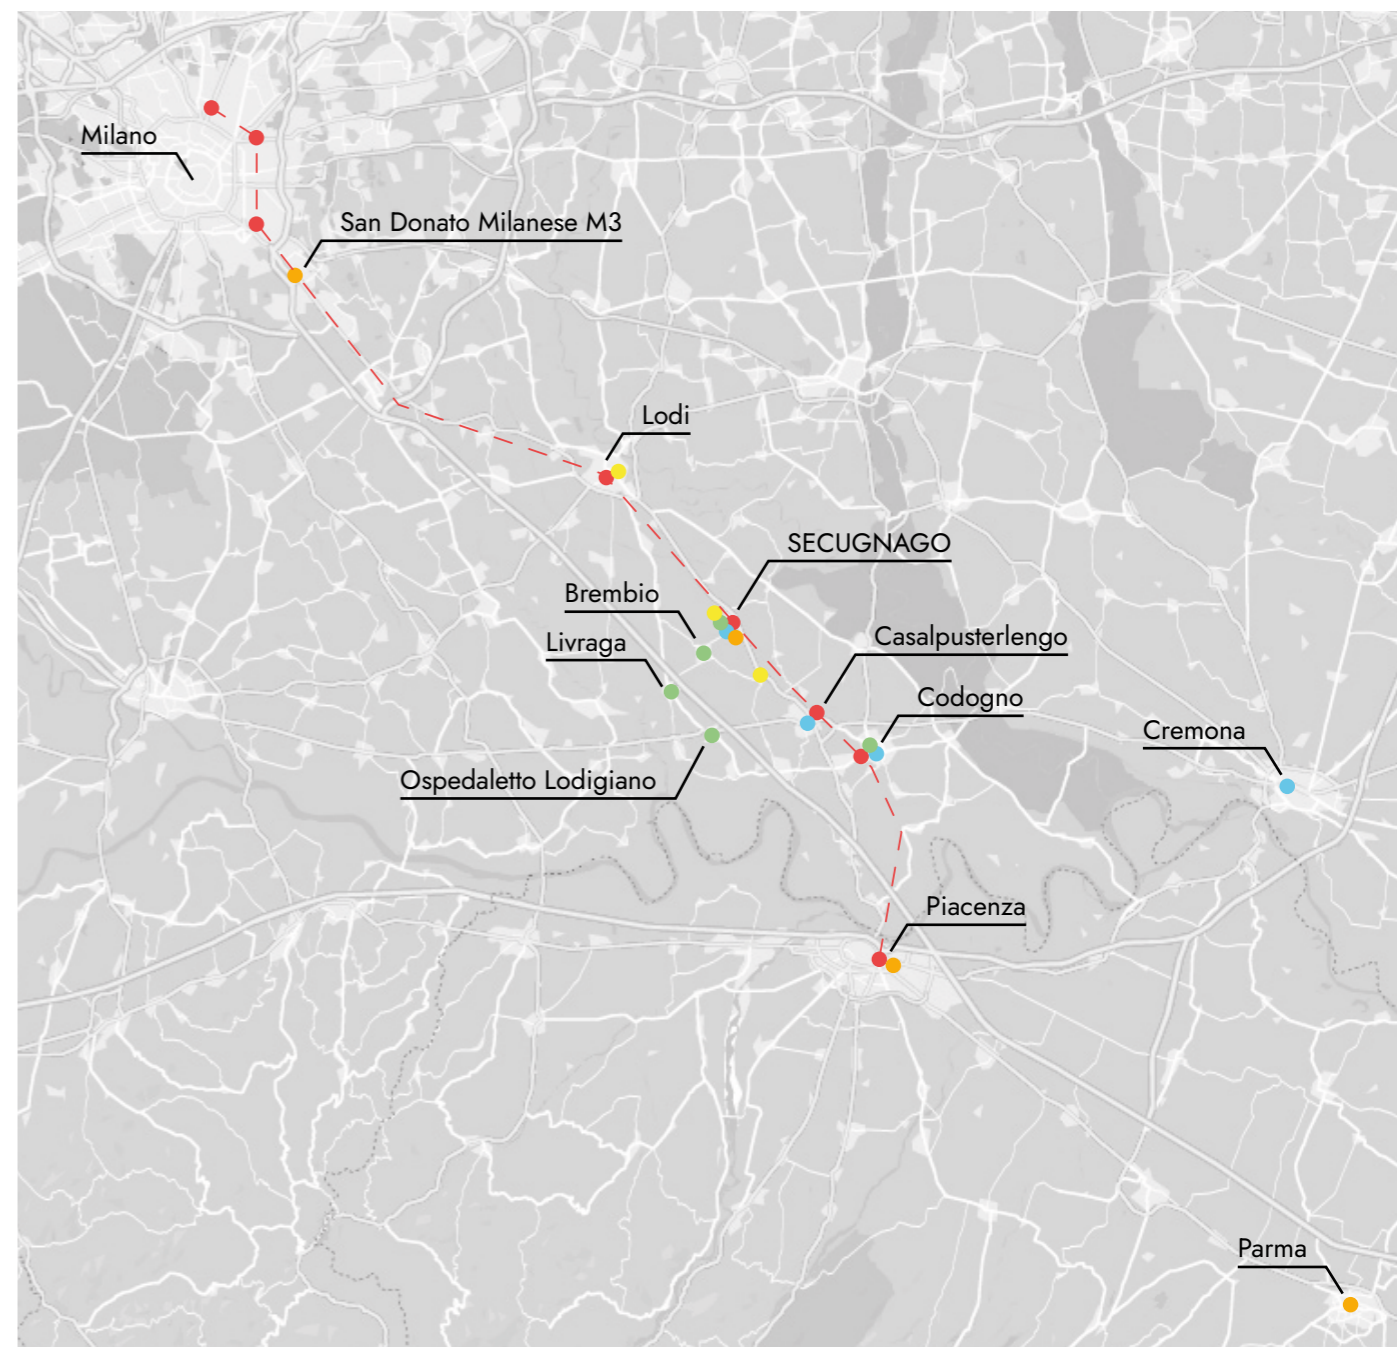 Milano
San Donato Milanese M3
Lodi
SECUGNAGO
Brembio
Casalpusterlengo
Livraga
Codogno
Cremona
Ospedaletto Lodigiano
Piacenza
Parma